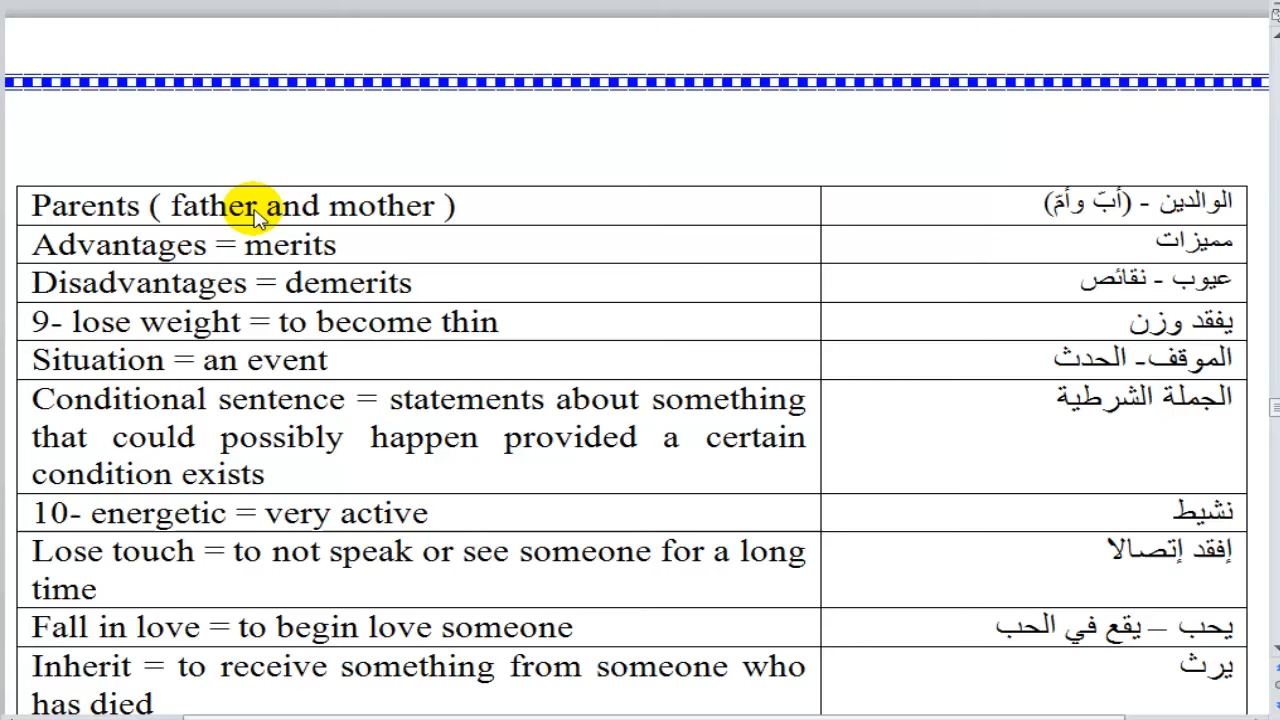 Parents ( father and mother )
الوالدين - (أبّ وأمّ)
Advantages = merits
مميزات
Disadvantages = demerits
عيوب - نقائص
9- lose weight = to become thin
يفقد وزن
Situation = an event
الموقف- الحدث
Conditional sentence = statements about something
that could possibly happen provided a certain
condition exists
الجملة الشرطية
10- energetic = very active
نشيط
Lose touch = to not speak or see someone for a long
time
إفقد إتصالا
Fall in love = to begin love someone
يحب – يقع في الحب
Inherit = to receive something from someone who
has died
يرث